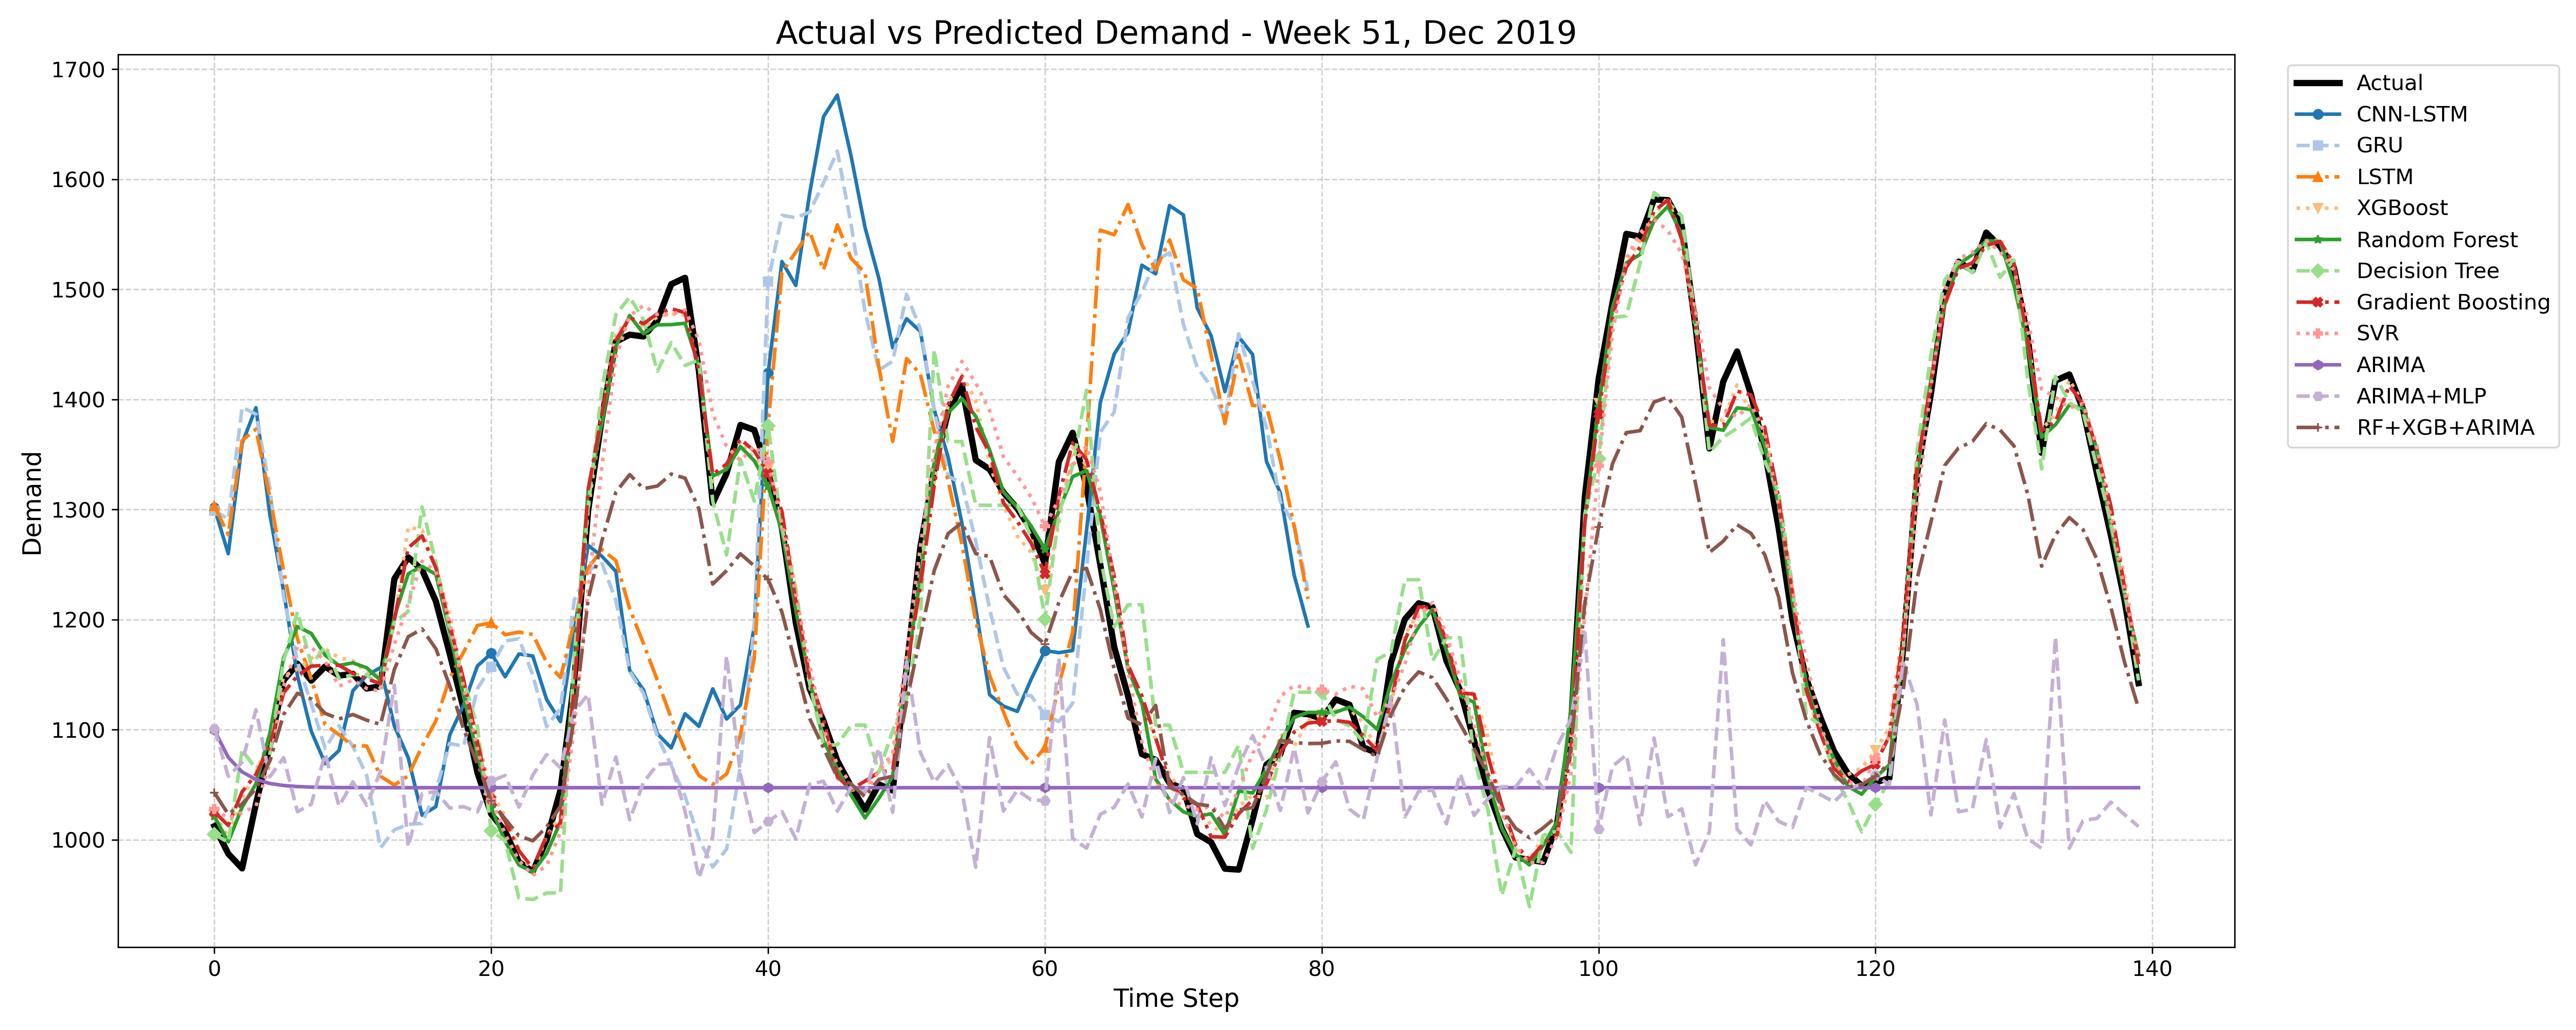 Actual vs Predicted Demand - Week 51, Dec 2019
Demand
1700
1600
1500
1400
1300
1200
1100
1000
0 20 40 60 80 100 120 140
Time Step
Actual
CNN-LSTM
GRU
LSTM
XGBoost
Random Forest
Decision Tree
Gradient Boosting
SVR
ARIMA
ARIMA+MLP
RF+XGB+ARIMA